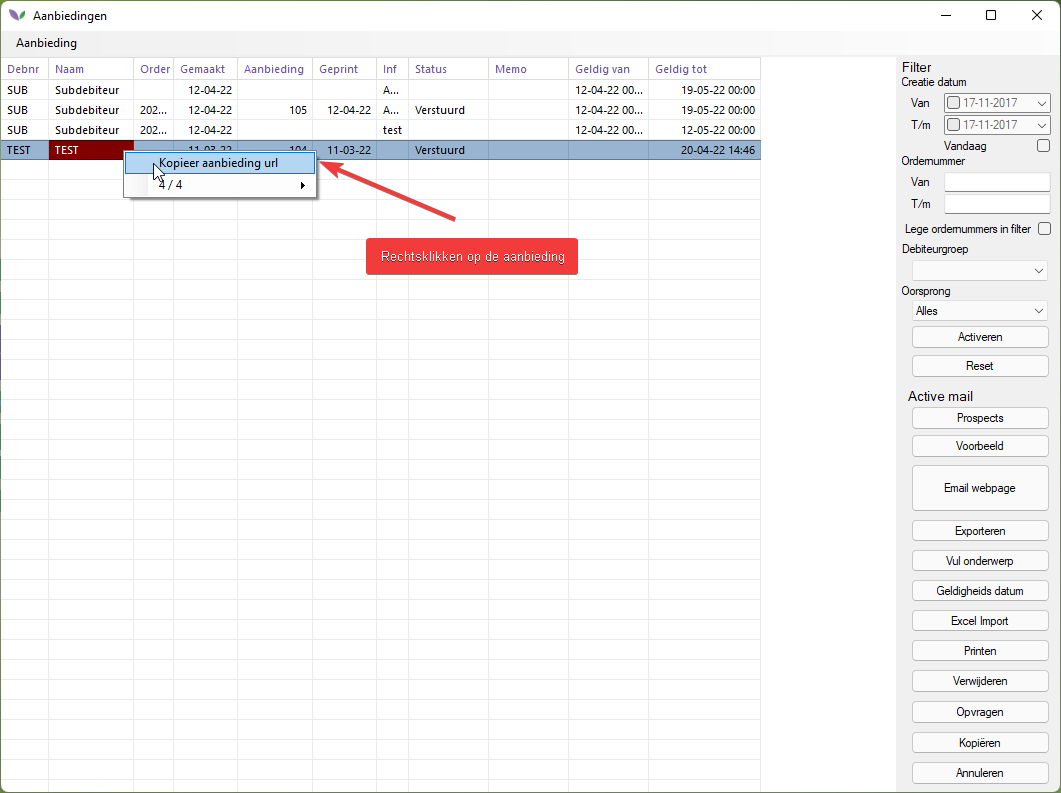 Aanbiedingen
Aanbieding
Debnr Naam Order Gemaakt Aanbieding Geprint Inf Status Memo Geldig van Geldig tot
SUB Subdebiteur 12-04-22 A... 12-04-22 00... 19-05-22 00:00
SUB Subdebiteur 202... 12-04-22 105 12-04-22 A... Verstuurd 12-04-22 00... 19-05-22 00:00
SUB Subdebiteur 202... 12-04-22 test 12-04-22 00... 12-05-22 00:00
TEST TEST 11-03-22 104 11-03-22 Verstuurd 20-04-22 14:46
Kopieer aanbieding url
4 / 4
Rechtsklikken op de aanbieding
Filter
Creatie datum
Van 17-11-2017
T/m 17-11-2017
Vandaag
Ordernummer
Van
T/m
Lege ordernummers in filter
Debiteurgroep
Oorsprong
Alles
Activeren
Reset
Active mail
Prospects
Voorbeeld
Email webpage
Exporteren
Vul onderwerp
Geldigheids datum
Excel Import
Printen
Verwijderen
Opvragen
Kopiëren
Annuleren